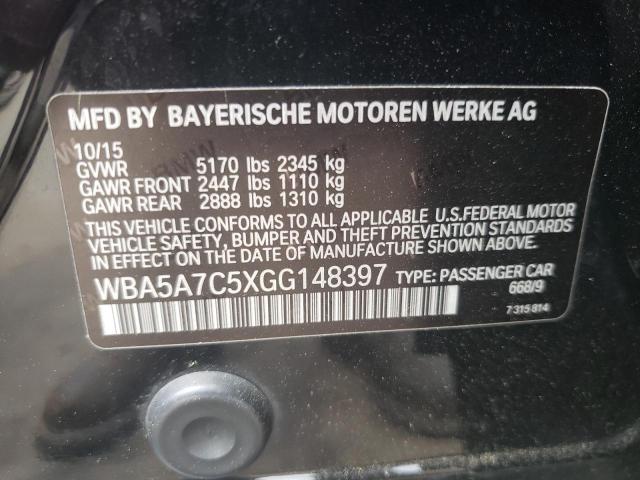 MFD BY BAYERISCHE MOTOREN WERKE AG
10/15
GVWR 5170 lbs 2345 kg
GAWR FRONT 2447 lbs 1110 kg
GAWR REAR 2888 lbs 1310 kg
THIS VEHICLE CONFORMS TO ALL APPLICABLE U.S.FEDERAL MOTOR
VEHICLE SAFETY, BUMPER AND THEFT PREVENTION STANDARDS
IN EFFECT ON THE DATE OF MANUFACTURE SHOWN ABOVE.
WBA5A7C5XGG148397 TYPE: PASSENGER CAR
668/9
7 315 814